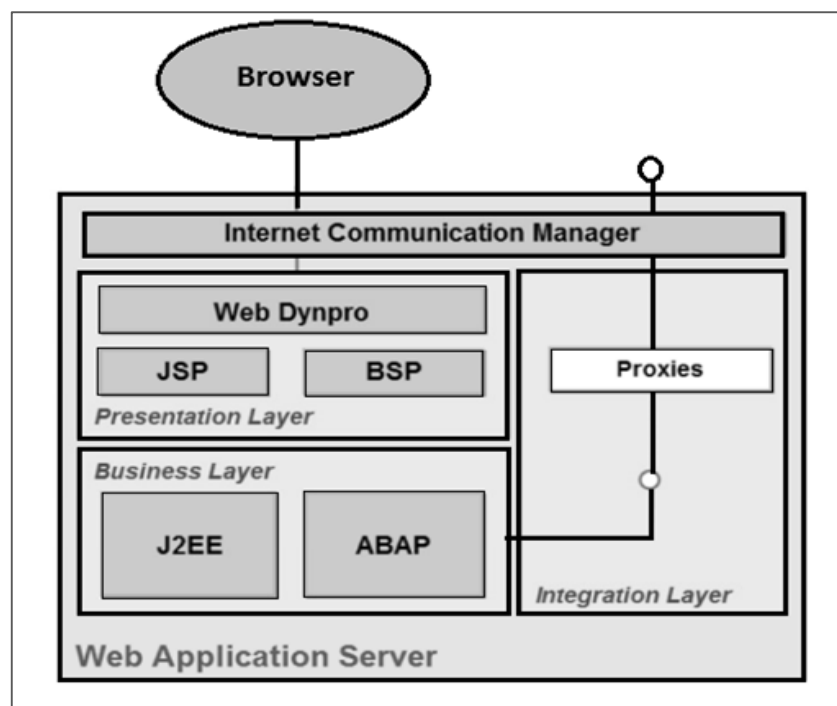 Browser
Internet Communication Manager
Web Dynpro
JSP
BSP
Presentation Layer
Proxies
Business Layer
J2EE
ABAP
Integration Layer
Web Application Server